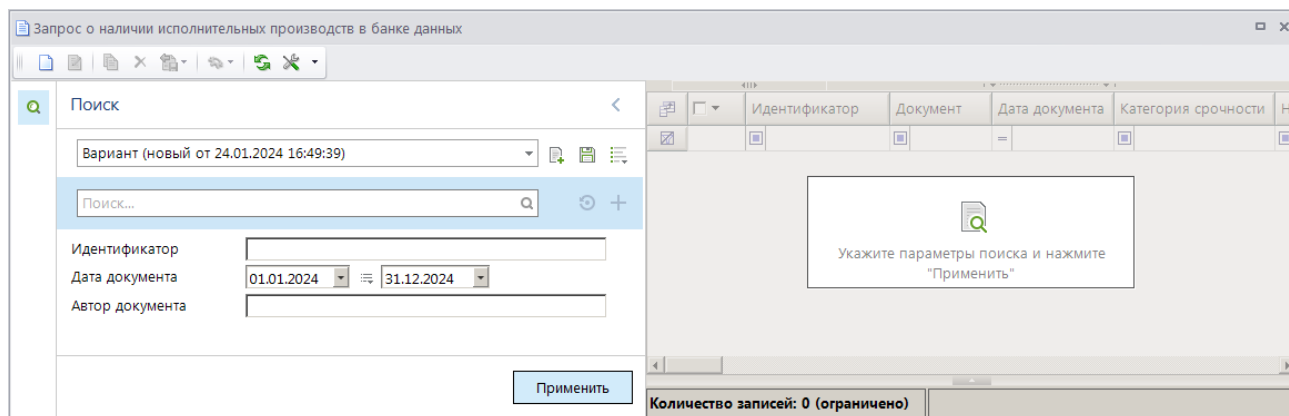 Запрос о наличии исполнительных производств в банке данных
Поиск
Вариант (новый от 24.01.2024 16:49:39)
Поиск...
Идентификатор
Дата документа 01.01.2024 31.12.2024
Автор документа
Применить
Идентификатор Документ Дата документа Категория срочности Н
=
Укажите параметры поиска и нажмите
"Применить"
Количество записей: 0 (ограничено)